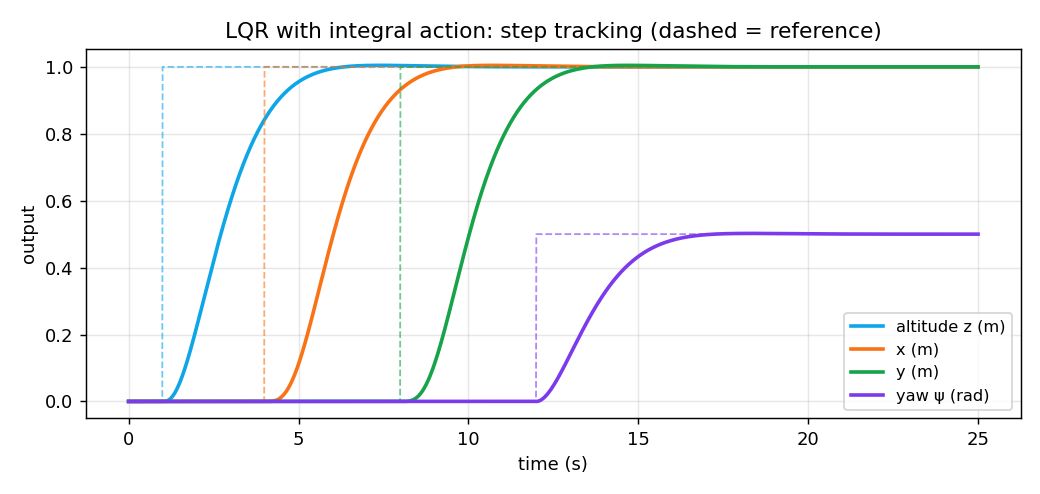 LQR with integral action: step tracking (dashed = reference)
1.0
0.8
0.6
0.4
0.2
0.0
output
altitude z (m)
x (m)
y (m)
yaw ψ (rad)
0 5 10 15 20 25
time (s)